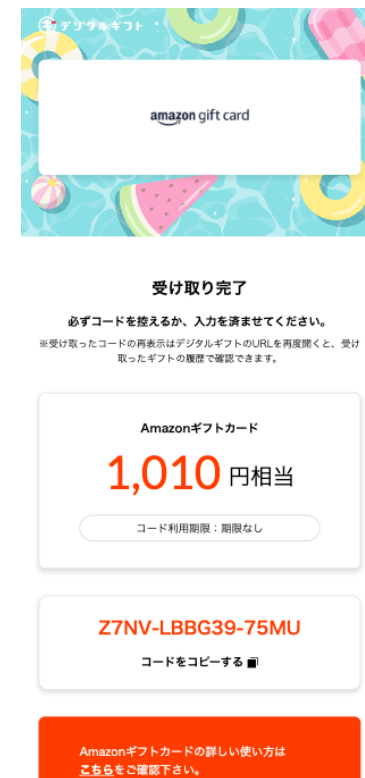 デジタルギフト
amazon gift card
受け取り完了
必ずコードを控えるか、入力を済ませてください。
※受け取ったコードの再表示はデジタルギフトのURLを再度開くと、受け
取ったギフトの履歴で確認できます。
Amazonギフトカード
1,010 円相当
コード利用期限：期限なし
Z7NV-LBBG39-75MU
コードをコピーする
Amazonギフトカードの詳しい使い方は
こちらをご確認下さい。